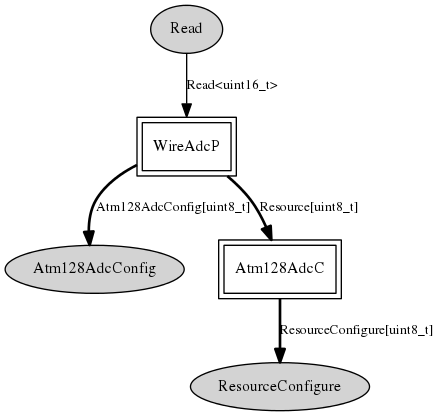 Read
Read<uint16_t>
WireAdcP
Atm128AdcConfig[uint8_t]
Resource[uint8_t]
Atm128AdcConfig
Atm128AdcC
ResourceConfigure[uint8_t]
ResourceConfigure